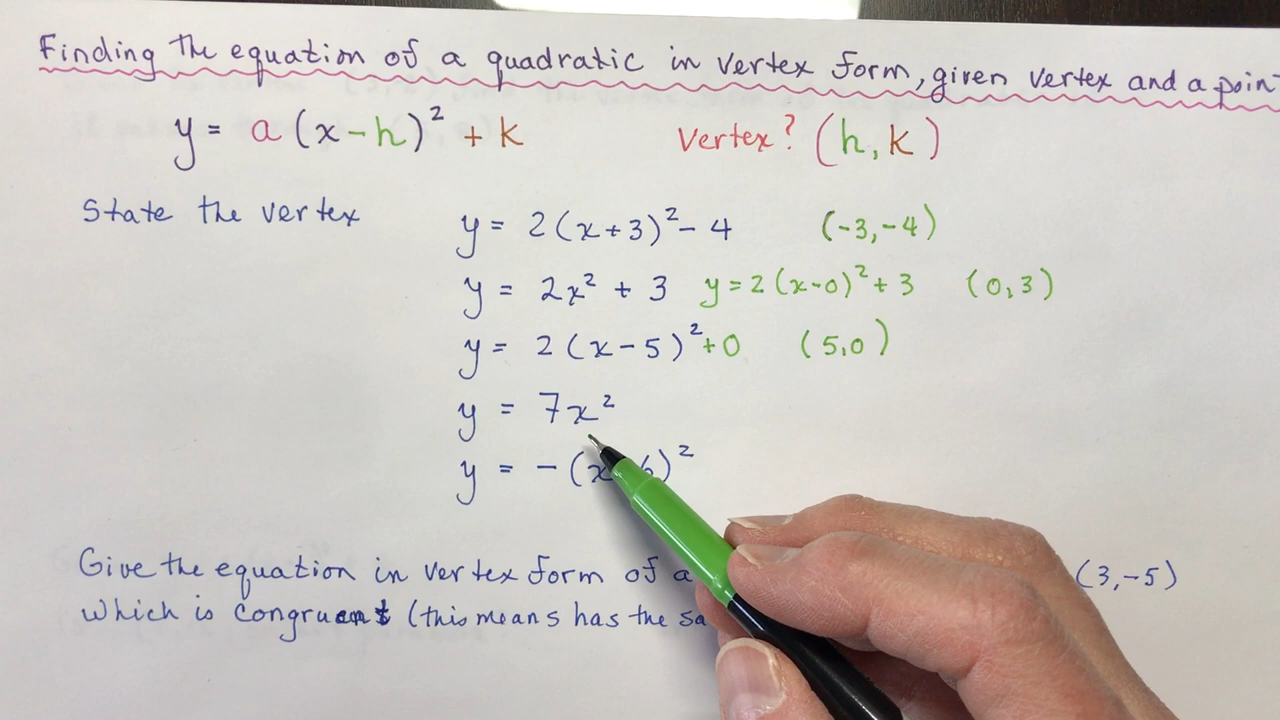 Finding the equation of a quadratic in vertex form, given vertex and a poin
y = a (x - h)² + k Vertex? (h, k)
State the vertex y = 2(x+3)² - 4 (-3,-4)
y = 2x² + 3 y = 2(x-0)² + 3 (0,3)
y = 2(x-5)² + 0 (5,0)
y = 7x²
y = -(x 6)²
Give the equation in vertex form of a (3,-5)
which is congruent (this means has the sa